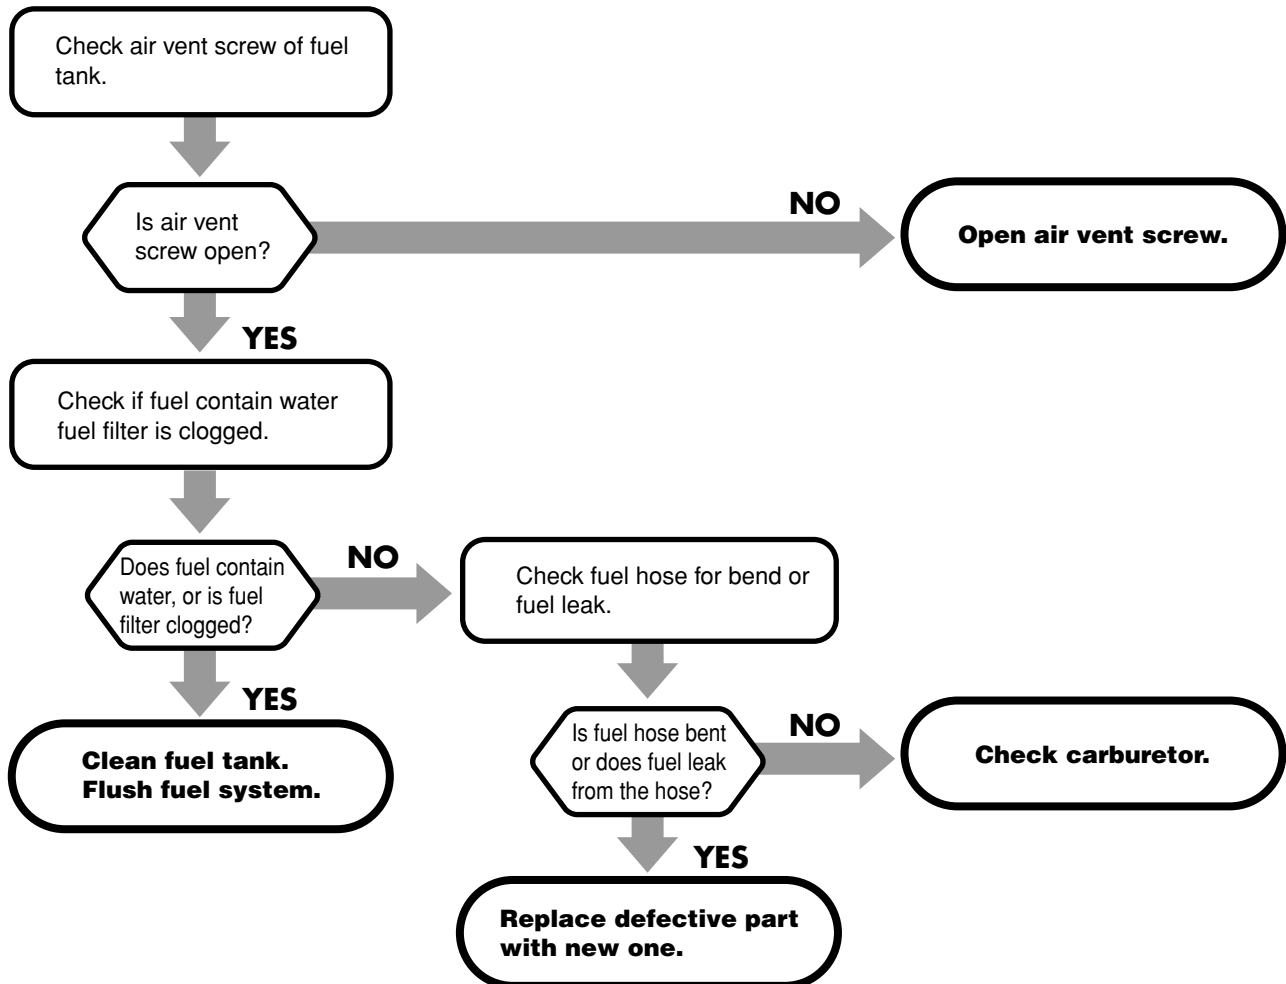 Check air vent screw of fuel
tank.
Is air vent
screw open?
NO
Open air vent screw.
YES
Check if fuel contain water
fuel filter is clogged.
Does fuel contain
water, or is fuel
filter clogged?
NO
Check fuel hose for bend or
fuel leak.
YES
Clean fuel tank.
Flush fuel system.
Is fuel hose bent
or does fuel leak
from the hose?
NO
Check carburetor.
YES
Replace defective part
with new one.